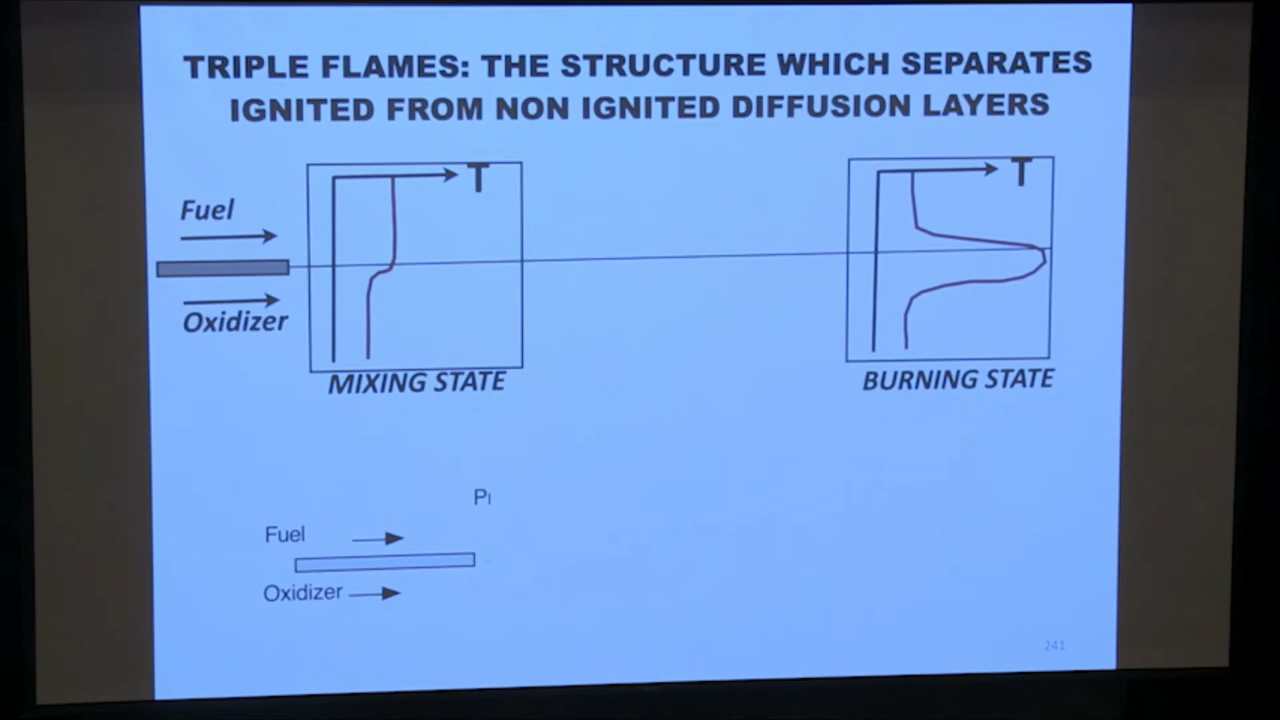 TRIPLE FLAMES: THE STRUCTURE WHICH SEPARATES
IGNITED FROM NON IGNITED DIFFUSION LAYERS
T
T
Fuel
Oxidizer
MIXING STATE
BURNING STATE
Fuel
Oxidizer
241